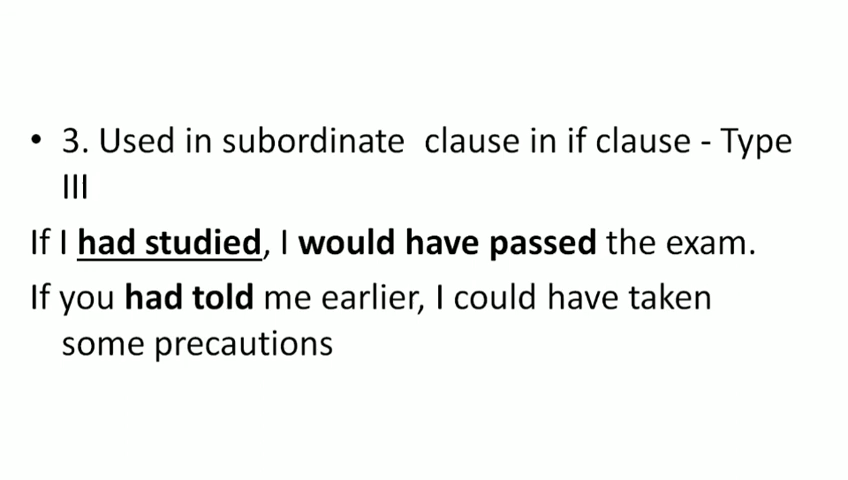 • 3. Used in subordinate clause in if clause - Type
III
If I had studied, I would have passed the exam.
If you had told me earlier, I could have taken
some precautions